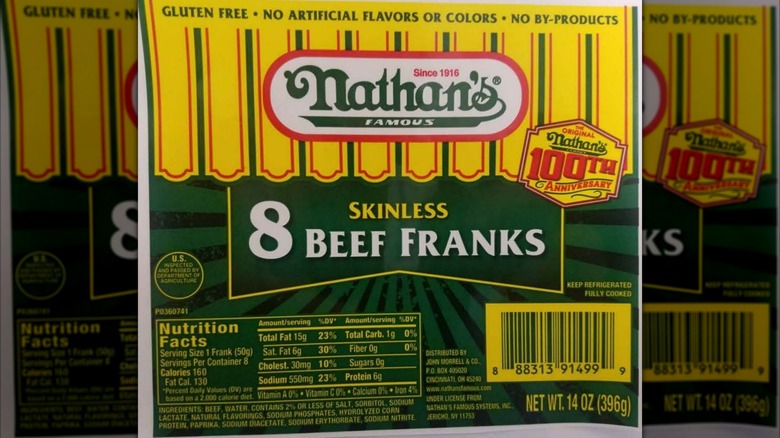 GLUTEN FREE • NO ARTIFICIAL FLAVORS OR COLORS • NO BY-PRODUCTS
Since 1916
Nathan's®
FAMOUS
THE ORIGINAL
Nathan's
FAMOUS
100TH
ANNIVERSARY
SKINLESS
8 BEEF FRANKS
U.S.
INSPECTED
AND PASSED BY
DEPARTMENT OF
AGRICULTURE
KEEP REFRIGERATED
FULLY COOKED
P0360741
Nutrition
Facts
Serving Size 1 Frank (50g)
Servings Per Container 8
Calories 160
Fat Cal. 130
*Percent Daily Values (DV) are
based on a 2,000 calorie diet.
Amount/serving %DV* Amount/serving %DV*
Total Fat 15g 23% Total Carb. 1g 0%
Sat. Fat 6g 30% Fiber 0g 0%
Cholest. 30mg 10% Sugars 0g
Sodium 550mg 23% Protein 6g
Vitamin A 0% • Vitamin C 0% • Calcium 0% • Iron 4%
INGREDIENTS: BEEF, WATER, CONTAINS 2% OR LESS OF SALT, SORBITOL, SODIUM
LACTATE, NATURAL FLAVORINGS, SODIUM PHOSPHATES, HYDROLYZED CORN
PROTEIN, PAPRIKA, SODIUM DIACETATE, SODIUM ERYTHORBATE, SODIUM NITRITE.
DISTRIBUTED BY
JOHN MORRELL & CO.
P.O. BOX 405020
CINCINNATI, OH 45240
www.nathansfamous.com
UNDER LICENSE FROM
NATHAN'S FAMOUS SYSTEMS, INC.
JERICHO, NY 11753
8 88313 91499 9
NET WT. 14 OZ (396g)